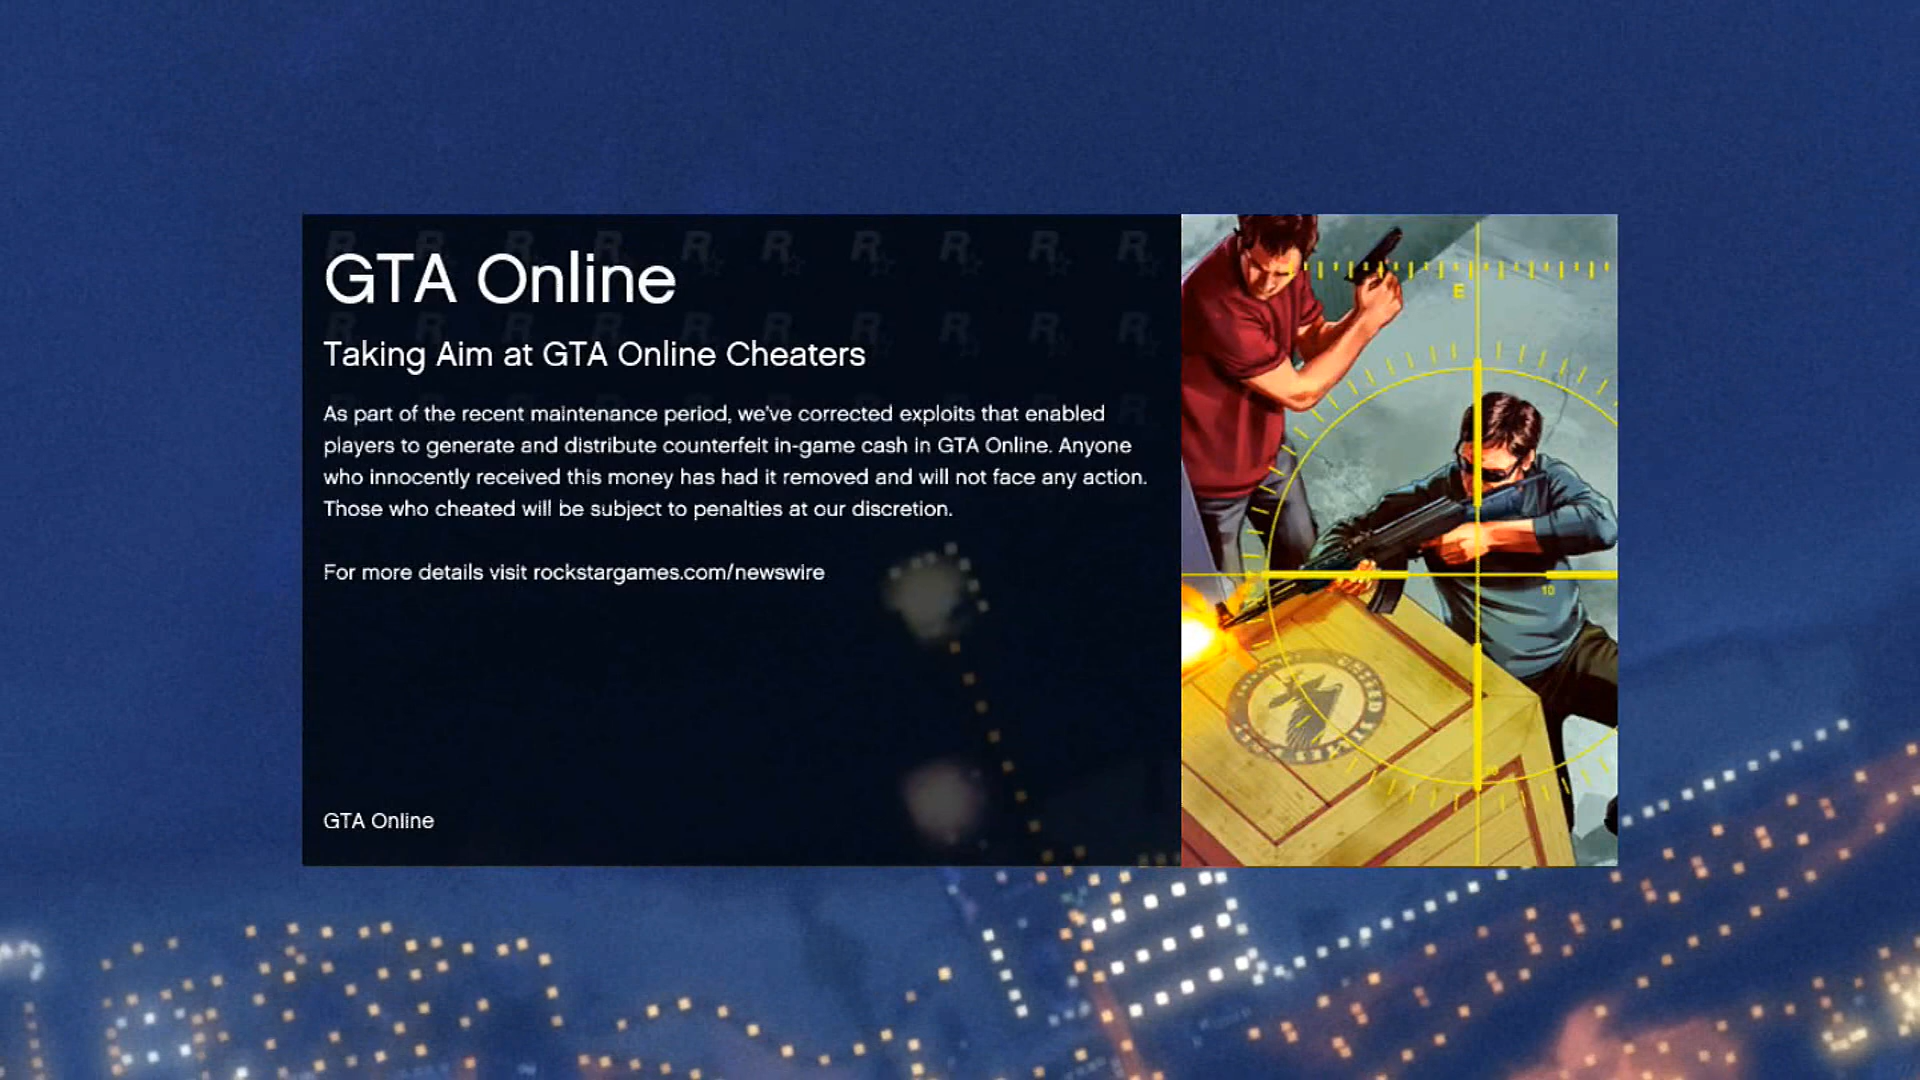 GTA Online
Taking Aim at GTA Online Cheaters
As part of the recent maintenance period, we've corrected exploits that enabled
players to generate and distribute counterfeit in-game cash in GTA Online. Anyone
who innocently received this money has had it removed and will not face any action.
Those who cheated will be subject to penalties at our discretion.
For more details visit rockstargames.com/newswire
GTA Online
E
10